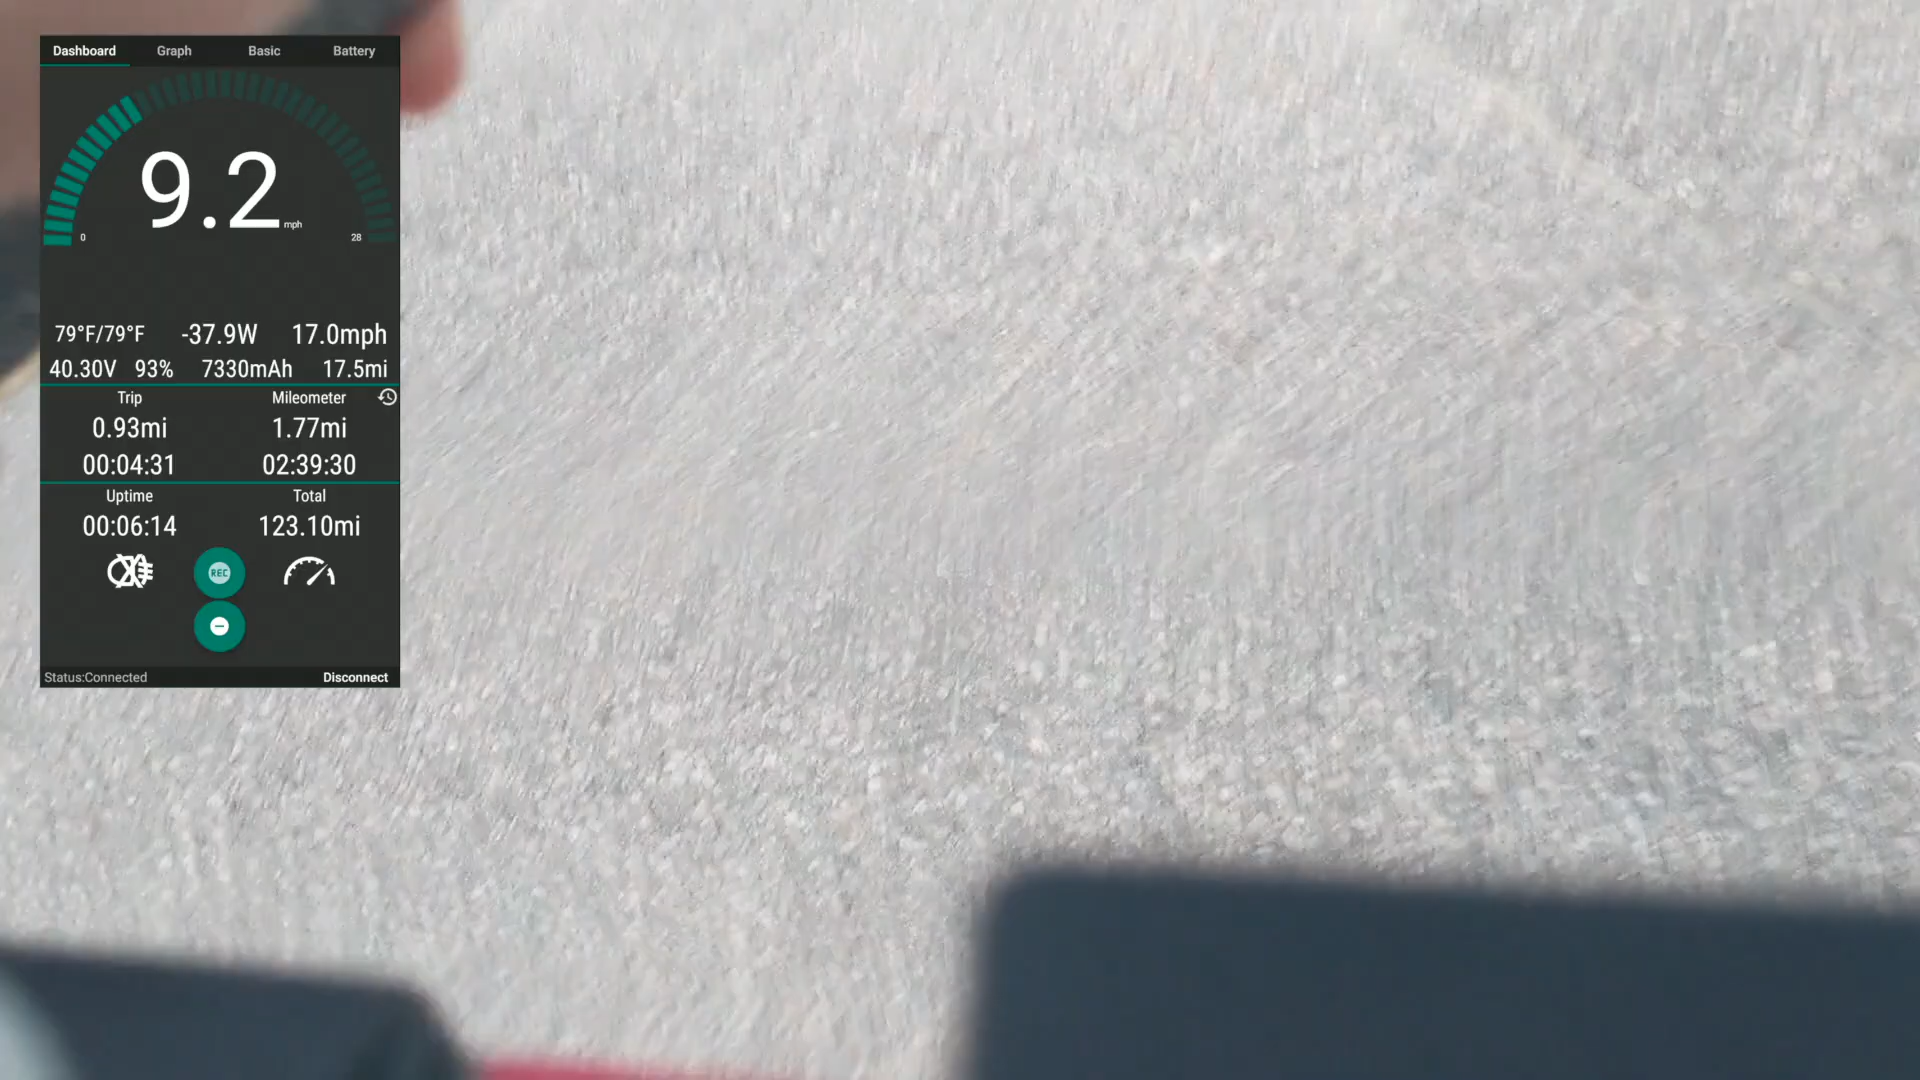 Dashboard Graph Basic Battery
9.2 mph
0 28
79°F/79°F -37.9W 17.0mph
40.30V 93% 7330mAh 17.5mi
Trip Mileometer
0.93mi 1.77mi
00:04:31 02:39:30
Uptime Total
00:06:14 123.10mi
REC
Status:Connected Disconnect